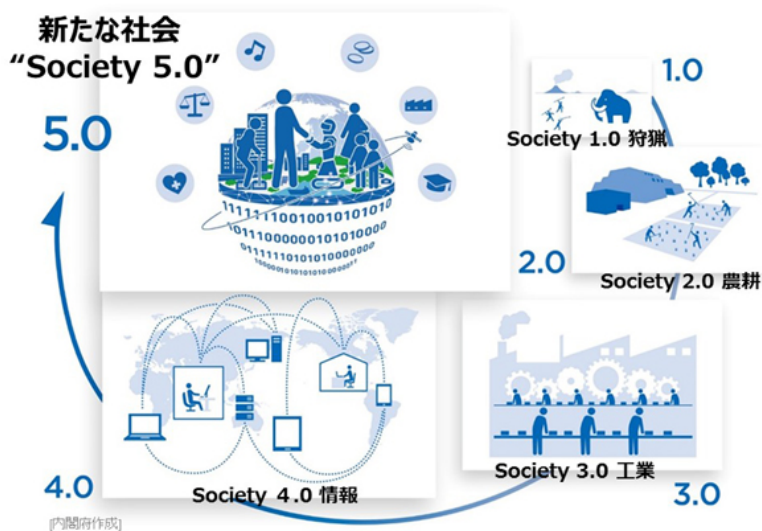 新たな社会
“Society 5.0”
5.0
1.0
Society 1.0 狩猟
2.0
Society 2.0 農耕
3.0
Society 3.0 工業
4.0
Society 4.0 情報
1111111100100101010101010
1011100000010101010000
[内閣府作成]